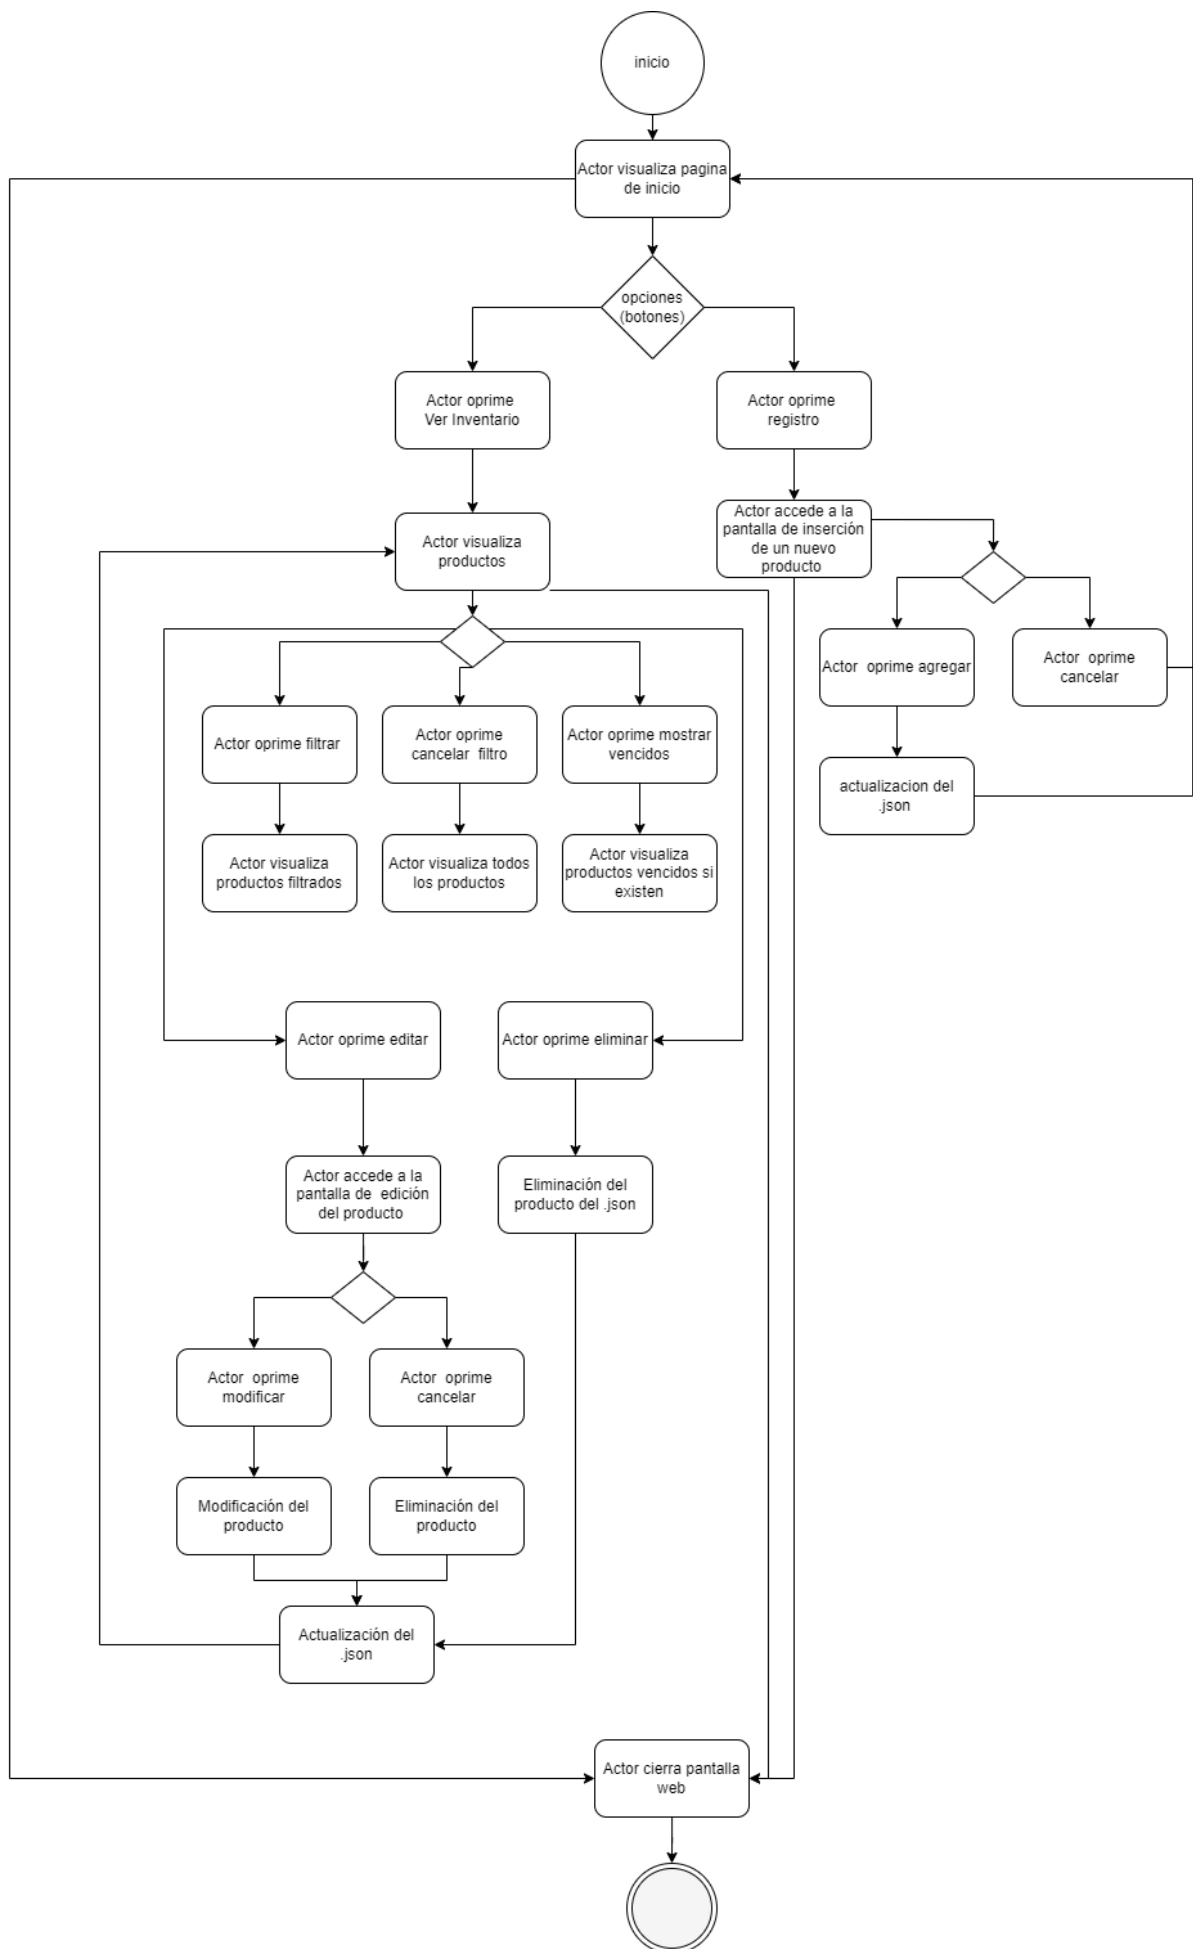 inicio
Actor visualiza pagina
de inicio
opciones
(botones)
Actor oprime
Ver Inventario
Actor oprime
registro
Actor visualiza
productos
Actor accede a la
pantalla de inserción
de un nuevo
producto
Actor oprime agregar
Actor oprime
cancelar
Actor oprime filtrar
Actor oprime
cancelar filtro
Actor oprime mostrar
vencidos
actualizacion del
.json
Actor visualiza
productos filtrados
Actor visualiza todos
los productos
Actor visualiza
productos vencidos si
existen
Actor oprime editar
Actor oprime eliminar
Actor accede a la
pantalla de edición
del producto
Eliminación del
producto del .json
Actor oprime
modificar
Actor oprime
cancelar
Modificación del
producto
Eliminación del
producto
Actualización del
.json
Actor cierra pantalla
web